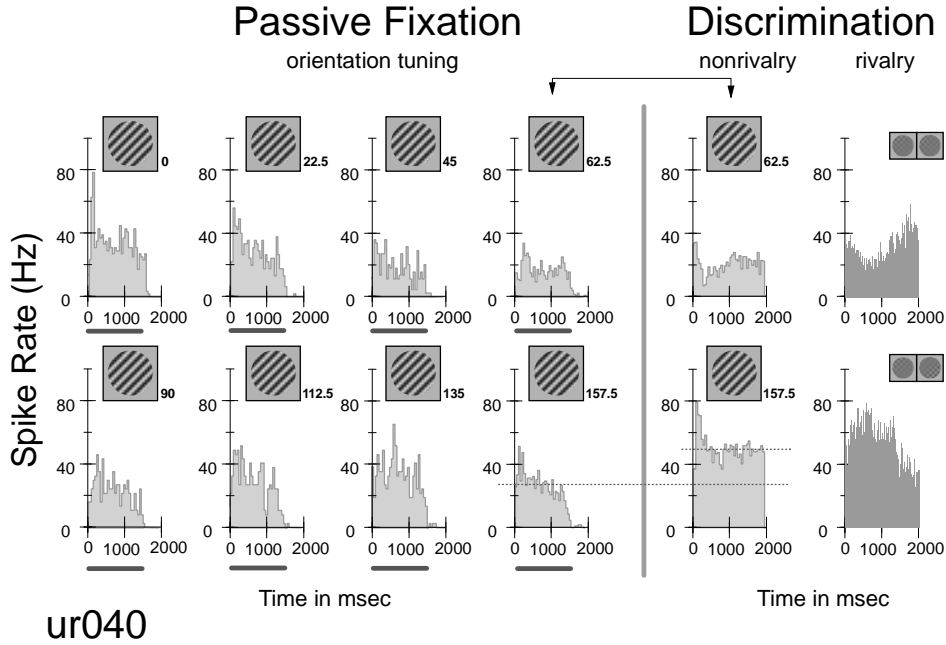 Passive Fixation Discrimination
orientation tuning nonrivalry rivalry
0 22.5 45 62.5 62.5
80 80 80 80 80 80
40 40 40 40 40 40
0 0 0 0 0 0
0 1000 2000 0 1000 2000 0 1000 2000 0 1000 2000 0 1000 2000 0 1000 2000
Spike Rate (Hz)
90 112.5 135 157.5 157.5
80 80 80 80 80 80
40 40 40 40 40 40
0 0 0 0 0 0
0 1000 2000 0 1000 2000 0 1000 2000 0 1000 2000 0 1000 2000 0 1000 2000
Time in msec Time in msec
ur040